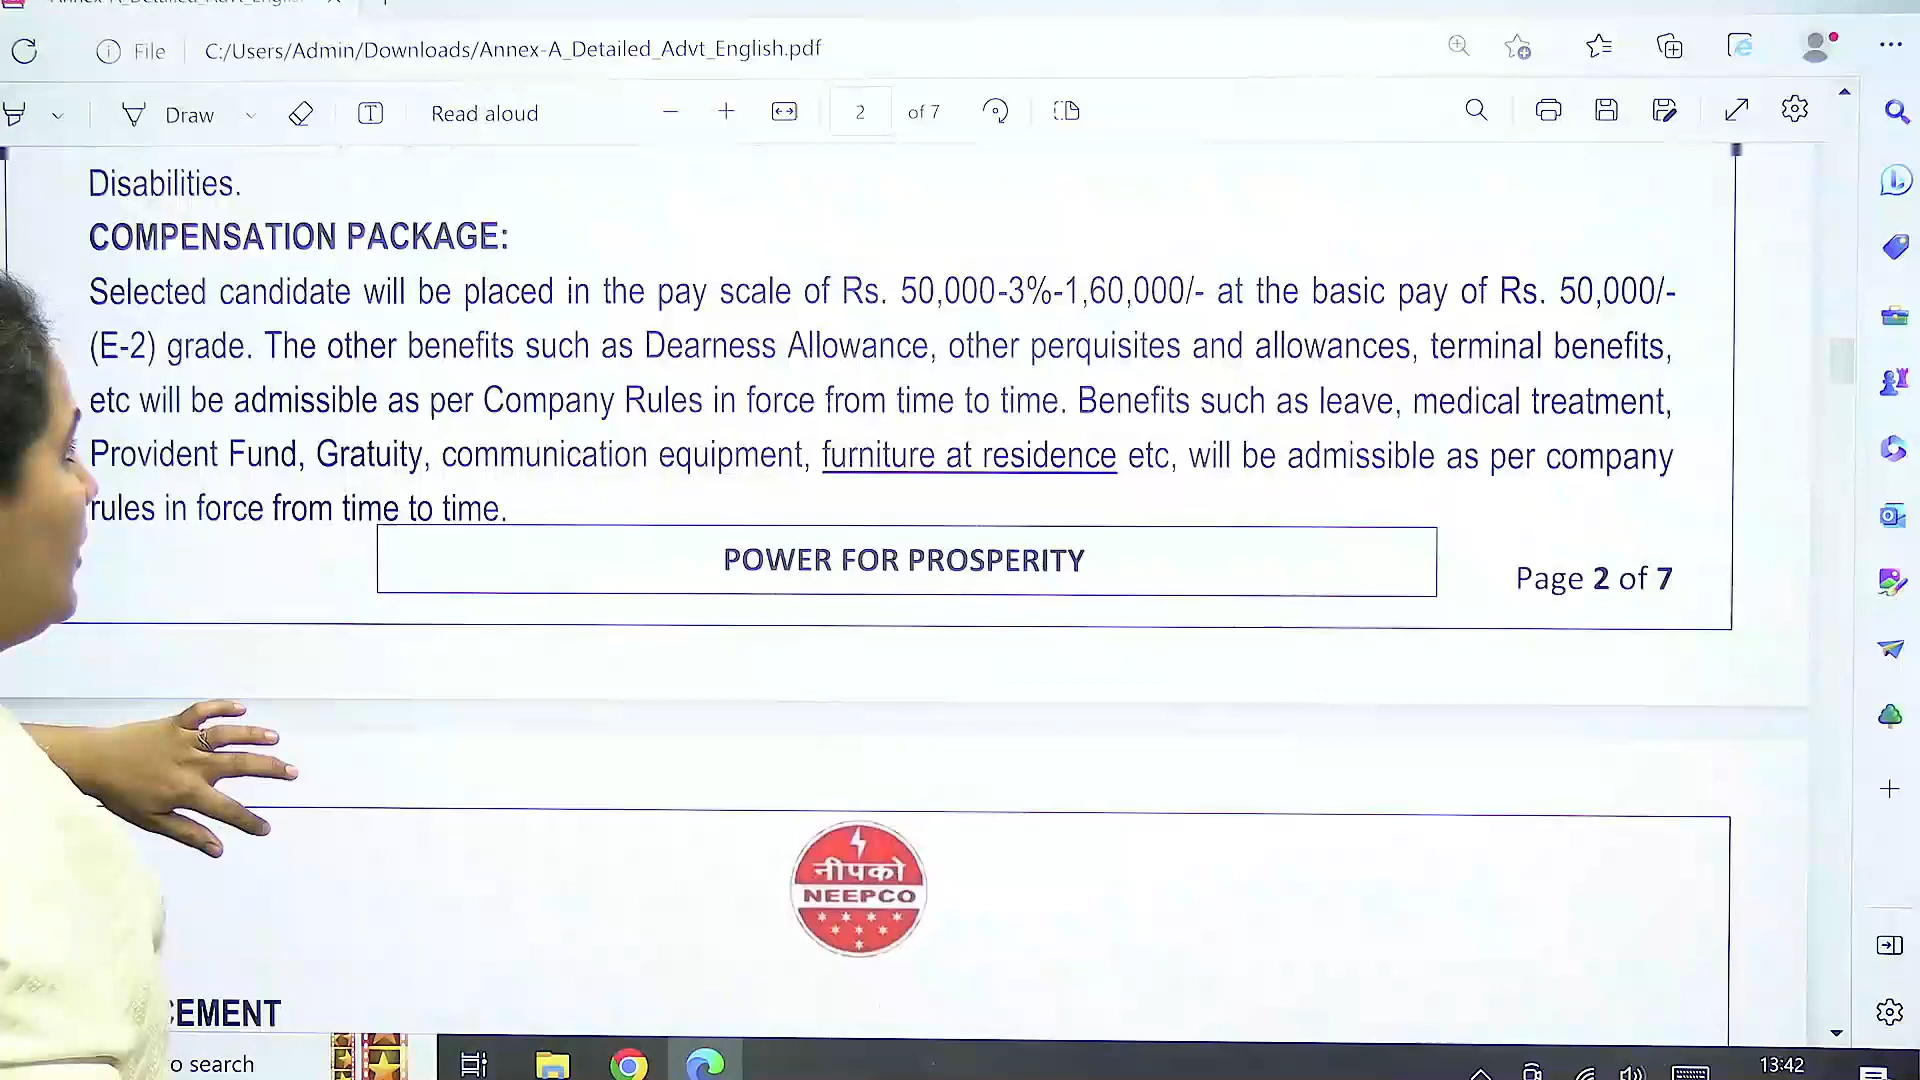 File C:/Users/Admin/Downloads/Annex-A_Detailed_Advt_English.pdf
Draw Read aloud 2 of 7
Disabilities.
COMPENSATION PACKAGE:
Selected candidate will be placed in the pay scale of Rs. 50,000-3%-1,60,000/- at the basic pay of Rs. 50,000/-
(E-2) grade. The other benefits such as Dearness Allowance, other perquisites and allowances, terminal benefits,
etc will be admissible as per Company Rules in force from time to time. Benefits such as leave, medical treatment,
Provident Fund, Gratuity, communication equipment, furniture at residence etc, will be admissible as per company
rules in force from time to time.
POWER FOR PROSPERITY
Page 2 of 7
नीपको
NEEPCO
CEMENT
o search
13:42